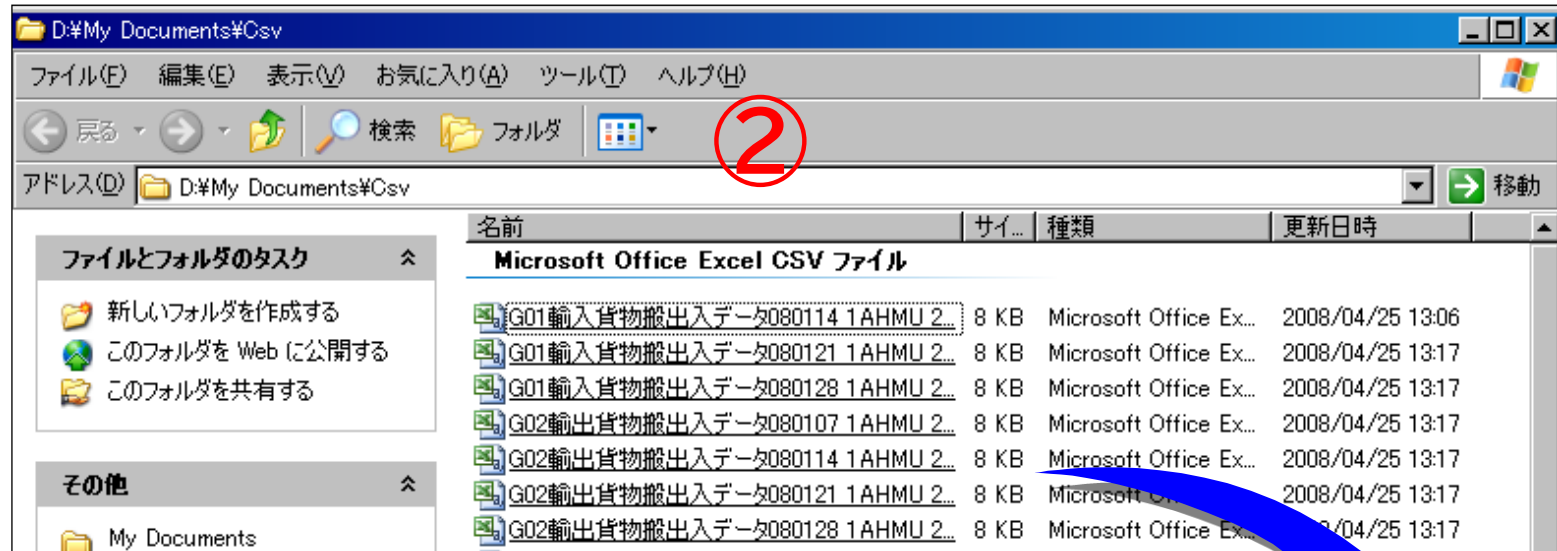 D:¥My Documents¥Csv
ファイル(F) 編集(E) 表示(V) お気に入り(A) ツール(T) ヘルプ(H)
戻る 検索 フォルダ
②
アドレス(D) D:¥My Documents¥Csv 移動
名前 サイ... 種類 更新日時
ファイルとフォルダのタスク
Microsoft Office Excel CSV ファイル
新しいフォルダを作成する
このフォルダを Web に公開する
このフォルダを共有する
G01輸入貨物搬出入データ080114 1AHMU 2... 8 KB Microsoft Office Ex... 2008/04/25 13:06
G01輸入貨物搬出入データ080121 1AHMU 2... 8 KB Microsoft Office Ex... 2008/04/25 13:17
G01輸入貨物搬出入データ080128 1AHMU 2... 8 KB Microsoft Office Ex... 2008/04/25 13:17
G02輸出貨物搬出入データ080107 1AHMU 2... 8 KB Microsoft Office Ex... 2008/04/25 13:17
G02輸出貨物搬出入データ080114 1AHMU 2... 8 KB Microsoft Office Ex... 2008/04/25 13:17
G02輸出貨物搬出入データ080121 1AHMU 2... 8 KB Microsoft 2008/04/25 13:17
G02輸出貨物搬出入データ080128 1AHMU 2... 8 KB Microsoft Office Ex... /04/25 13:17
その他
My Documents